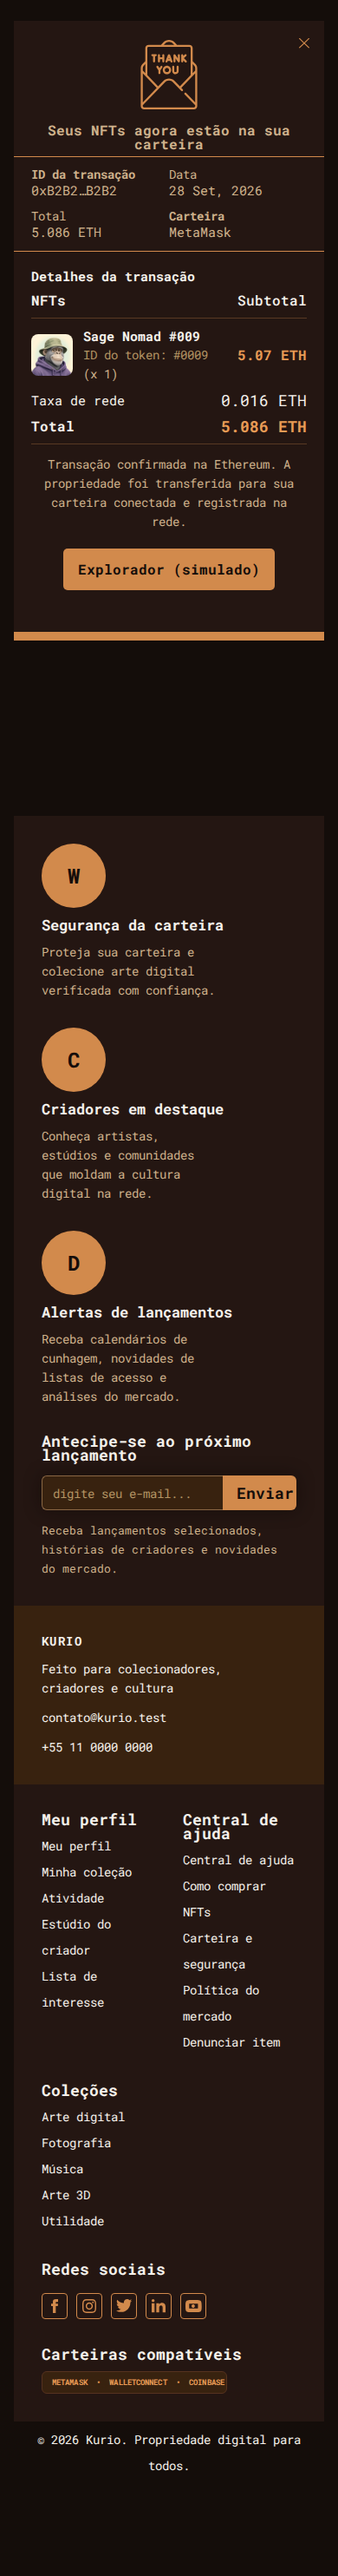 THANK
YOU
Seus NFTs agora estão na sua
carteira
ID da transação
0xB2B2…B2B2
Data
28 Set, 2026
Total
5.086 ETH
Carteira
MetaMask
Detalhes da transação
NFTs Subtotal
Sage Nomad #009
ID do token: #0009
(x 1)
5.07 ETH
Taxa de rede 0.016 ETH
Total 5.086 ETH
Transação confirmada na Ethereum. A
propriedade foi transferida para sua
carteira conectada e registrada na
rede.
Explorador (simulado)
W
Segurança da carteira
Proteja sua carteira e
colecione arte digital
verificada com confiança.
C
Criadores em destaque
Conheça artistas,
estúdios e comunidades
que moldam a cultura
digital na rede.
D
Alertas de lançamentos
Receba calendários de
cunhagem, novidades de
listas de acesso e
análises do mercado.
Antecipe-se ao próximo
lançamento
digite seu e-mail... Enviar
Receba lançamentos selecionados,
histórias de criadores e novidades
do mercado.
KURIO
Feito para colecionadores,
criadores e cultura
contato@kurio.test
+55 11 0000 0000
Meu perfil
Meu perfil
Minha coleção
Atividade
Estúdio do
criador
Lista de
interesse
Central de
ajuda
Central de ajuda
Como comprar
NFTs
Carteira e
segurança
Política do
mercado
Denunciar item
Coleções
Arte digital
Fotografia
Música
Arte 3D
Utilidade
Redes sociais
Carteiras compatíveis
METAMASK • WALLETCONNECT • COINBASE
© 2026 Kurio. Propriedade digital para
todos.